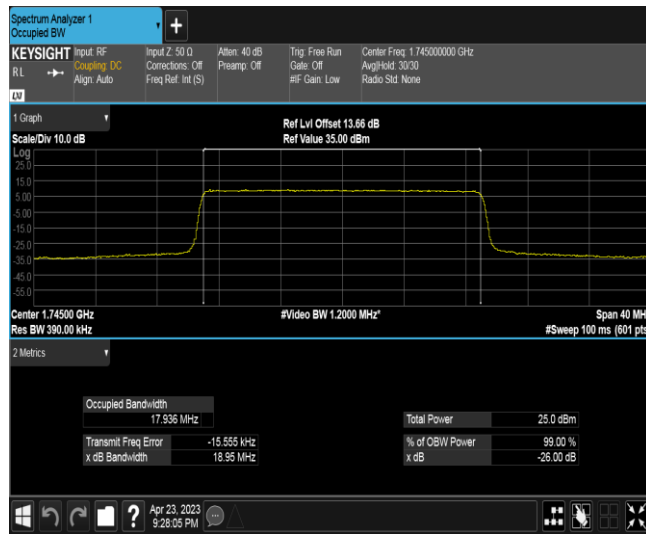 Spectrum Analyzer 1
Occupied BW
+
KEYSIGHT
RL
LXI
Input: RF
Coupling: DC
Align: Auto
Input Z: 50 Ω
Corrections: Off
Freq Ref: Int (S)
Atten: 40 dB
Preamp: Off
Trig: Free Run
Gate: Off
#IF Gain: Low
Center Freq: 1.745000000 GHz
Avg|Hold: 30/30
Radio Std: None
1 Graph
Scale/Div 10.0 dB
Ref Lvl Offset 13.66 dB
Ref Value 35.00 dBm
Log
25.0
15.0
5.00
-5.00
-15.0
-25.0
-35.0
-45.0
-55.0
Center 1.74500 GHz
Res BW 390.00 kHz
#Video BW 1.2000 MHz*
Span 40 MH
#Sweep 100 ms (601 pts
2 Metrics
Occupied Bandwidth
17.936 MHz
Transmit Freq Error -15.555 kHz
x dB Bandwidth 18.95 MHz
Total Power 25.0 dBm
% of OBW Power 99.00 %
x dB -26.00 dB
?
Apr 23, 2023
9:28:05 PM